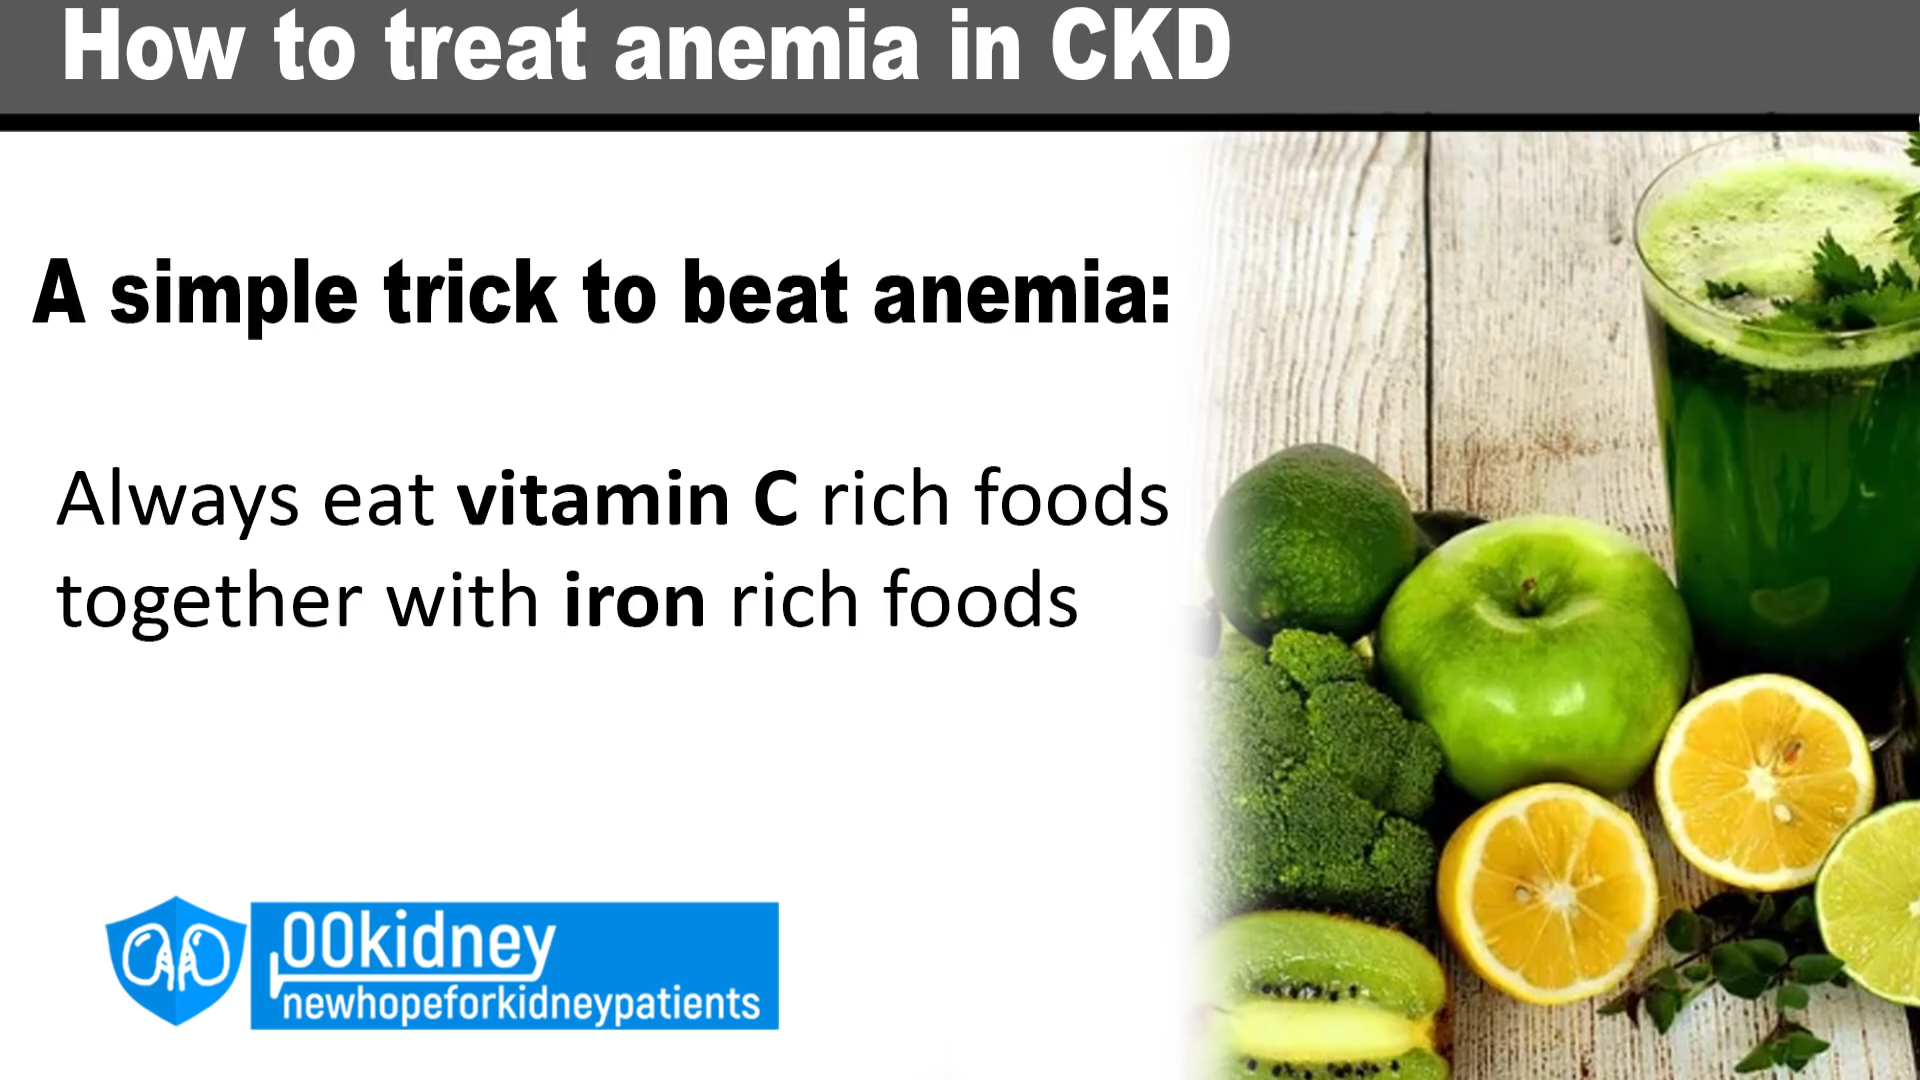 How to treat anemia in CKD
A simple trick to beat anemia:
Always eat vitamin C rich foods
together with iron rich foods
00kidney
newhopeforkidneypatients